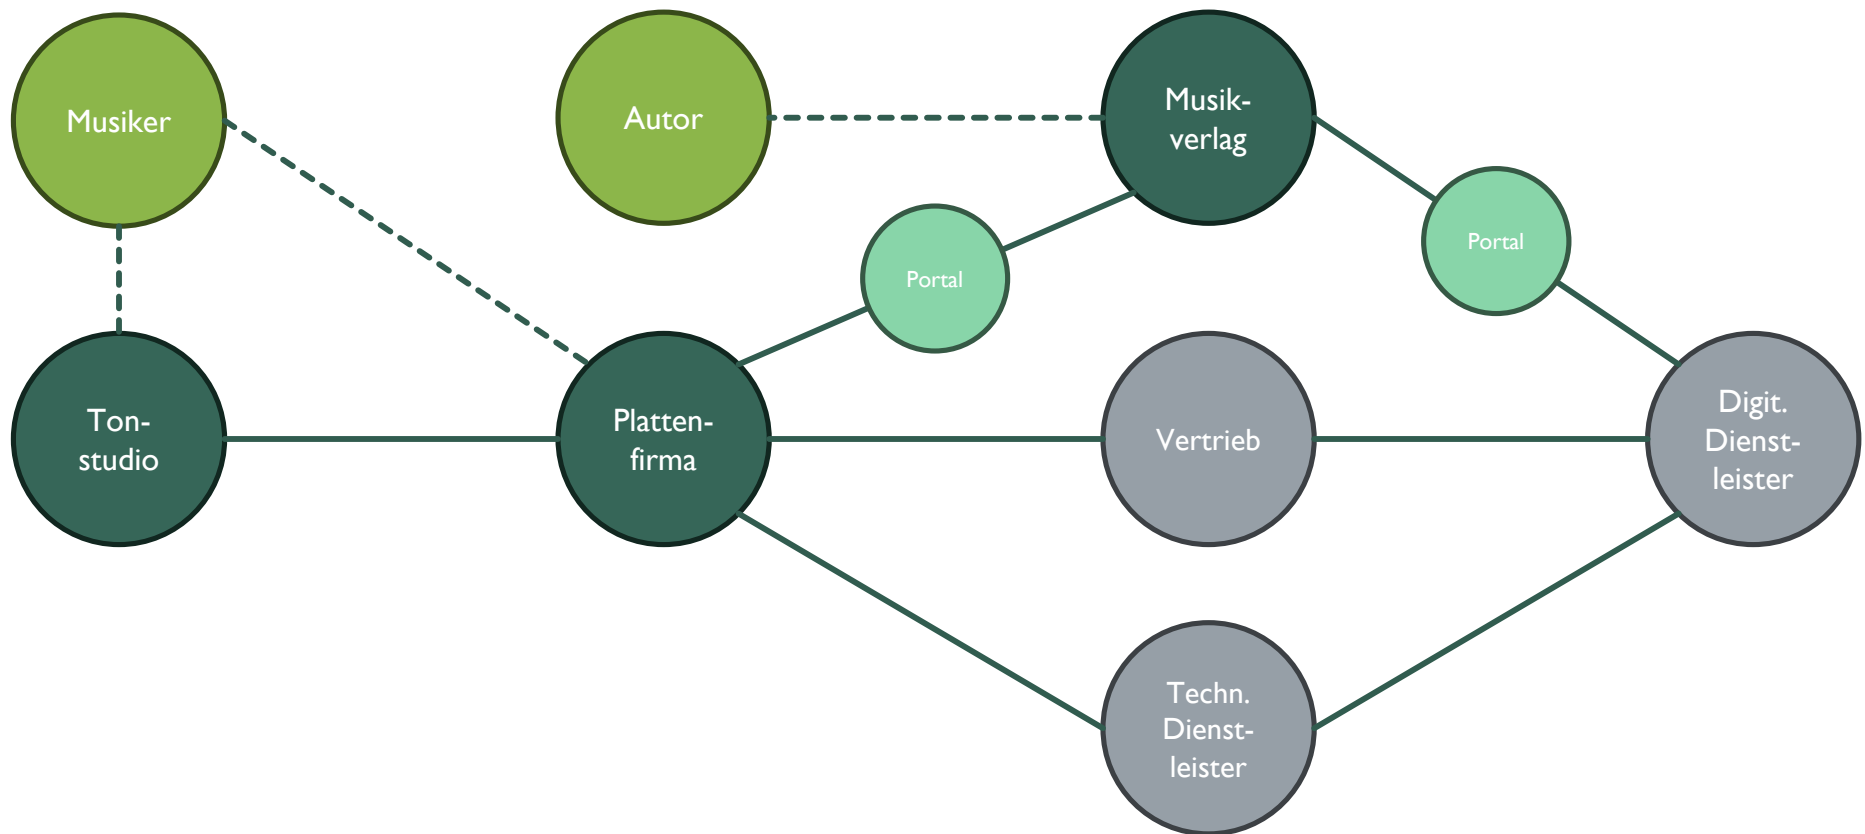 Musiker
Autor
Musik-
verlag
Portal
Portal
Ton-
studio
Platten-
firma
Vertrieb
Digit.
Dienst-
leister
Techn.
Dienst-
leister